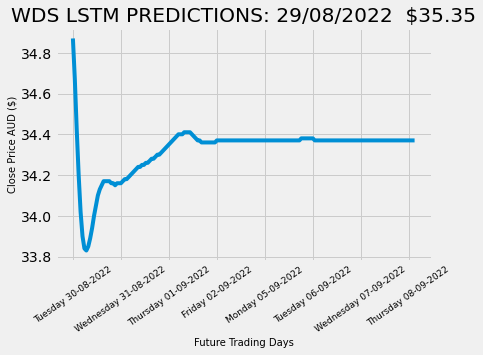 WDS LSTM PREDICTIONS: 29/08/2022  $35.35
34.8
34.6
34.4
34.2
34.0
33.8
Close Price AUD ($)
Tuesday 30-08-2022
Wednesday 31-08-2022
Thursday 01-09-2022
Friday 02-09-2022
Monday 05-09-2022
Tuesday 06-09-2022
Wednesday 07-09-2022
Thursday 08-09-2022
Future Trading Days